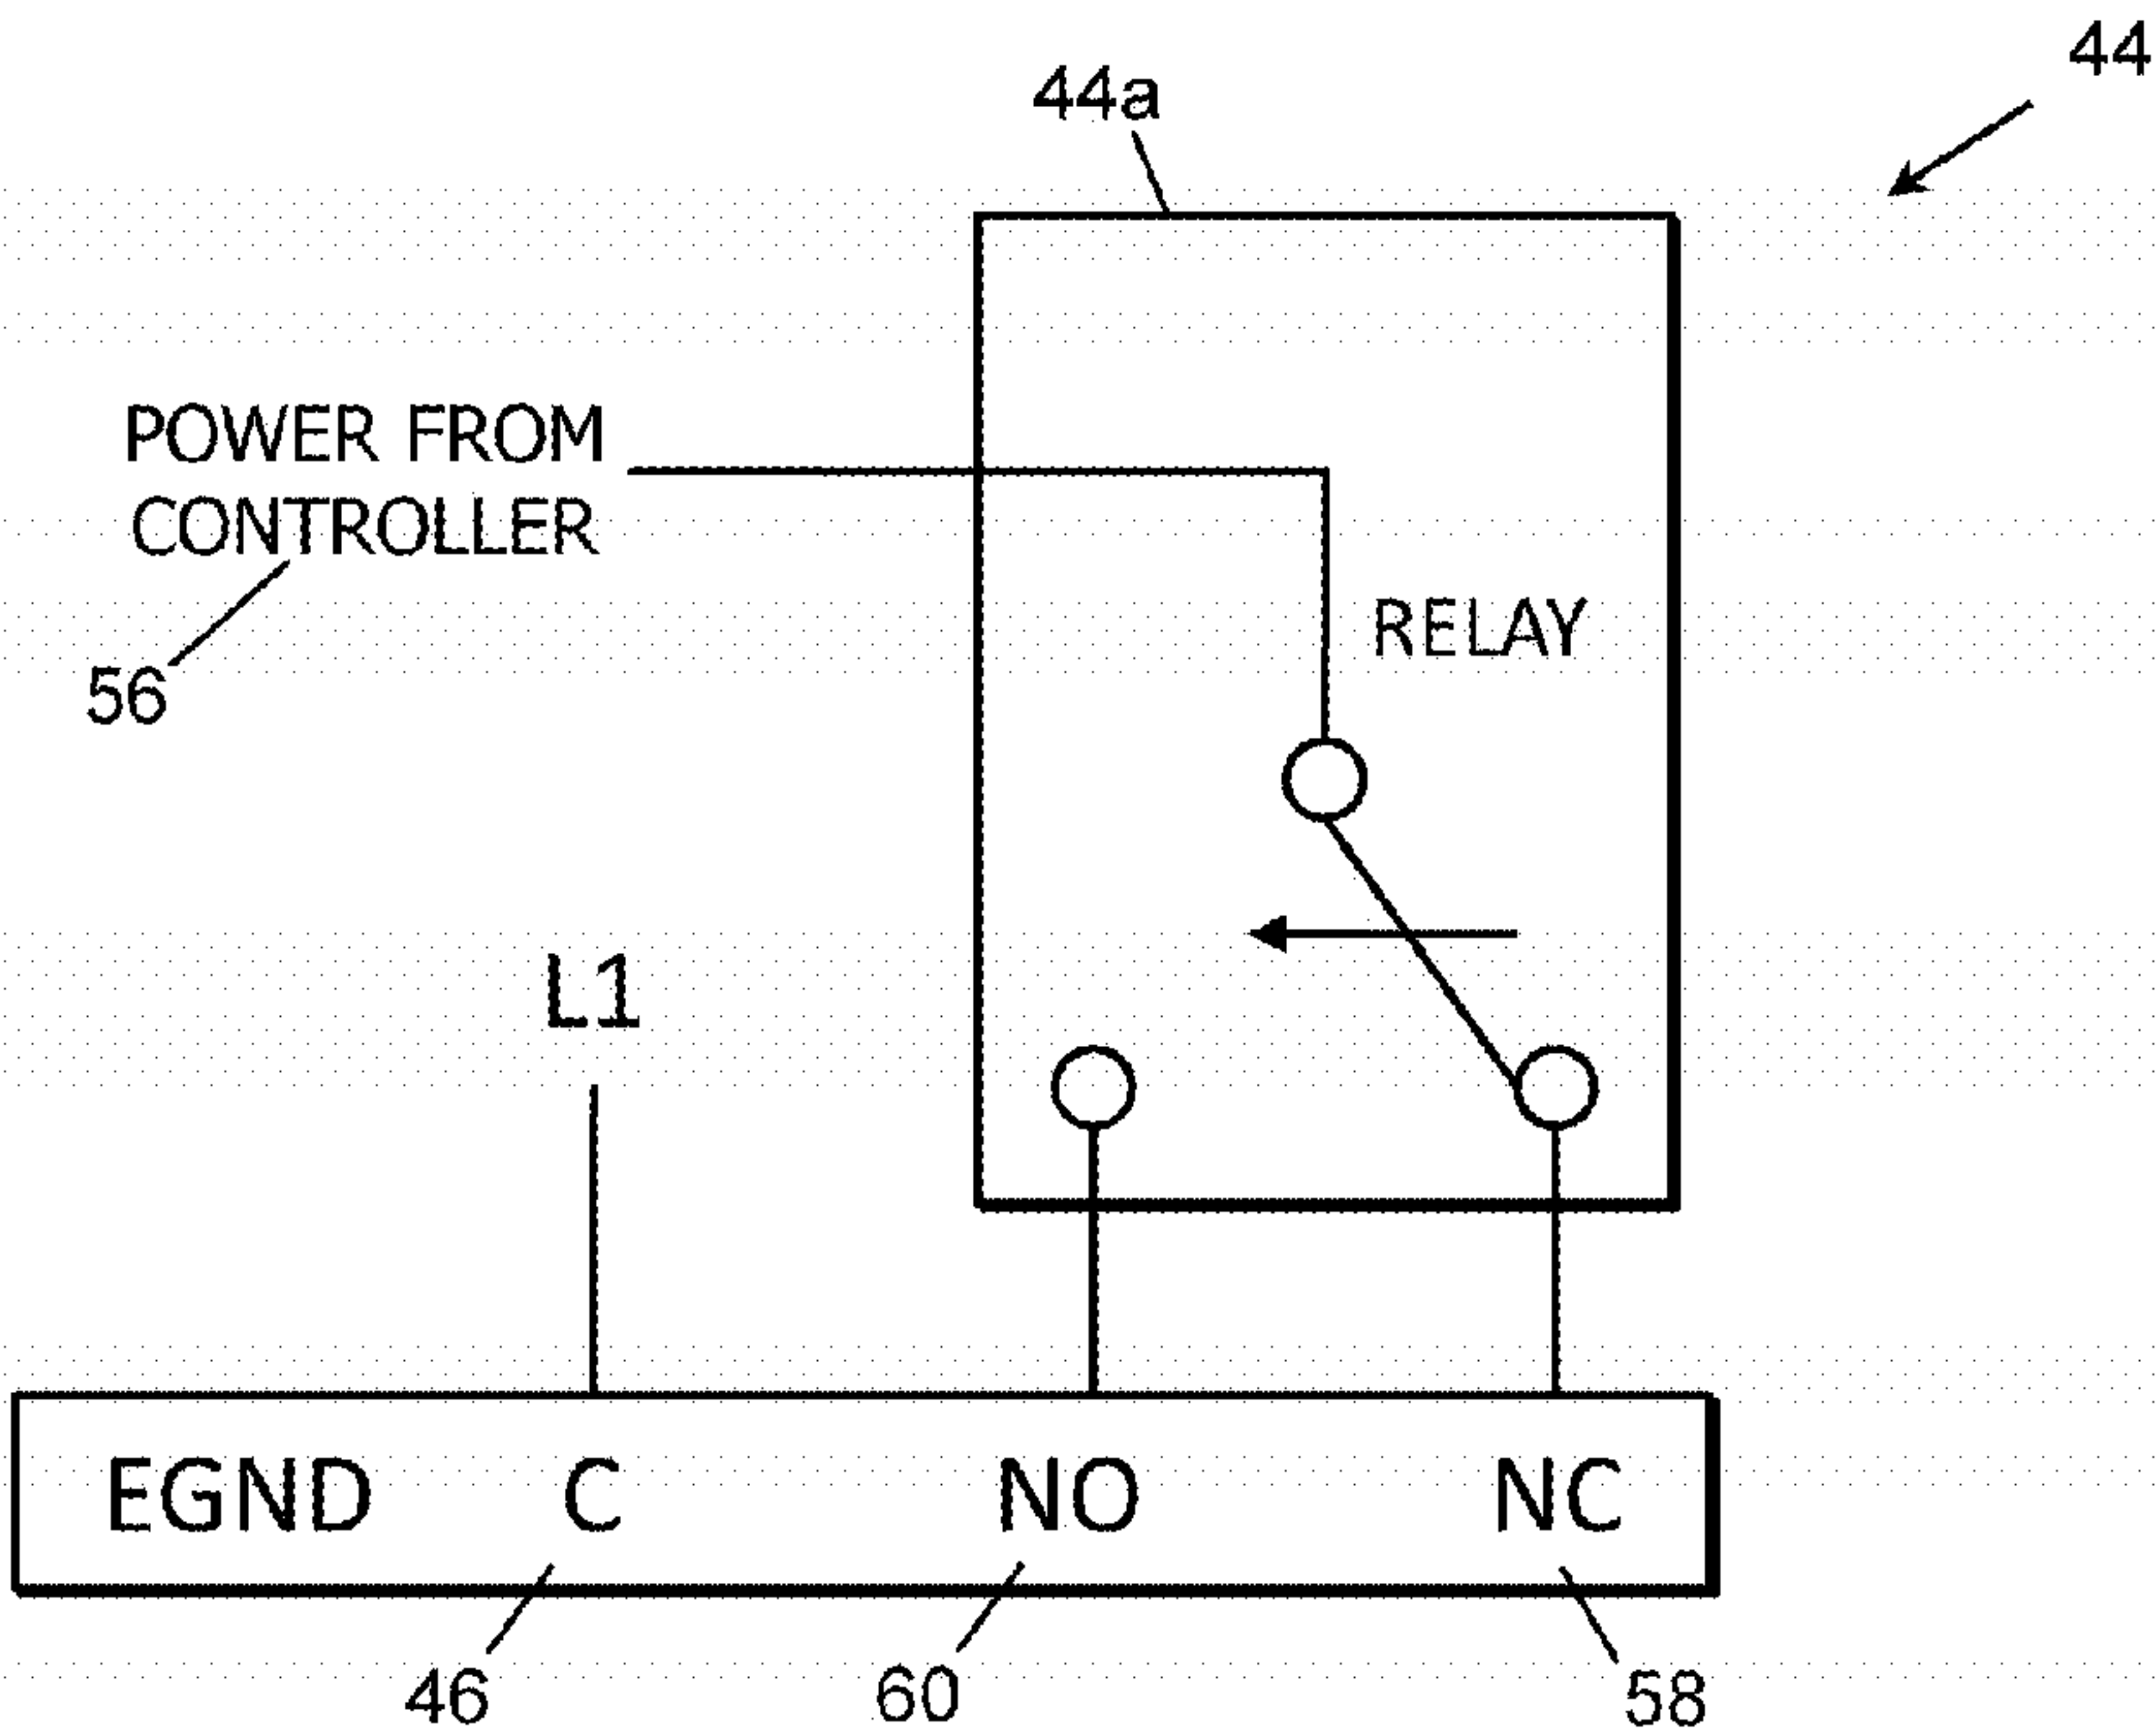 44
44a
POWER FROM
CONTROLLER
56
RELAY
L1
EGND C NO NC
46 60 58